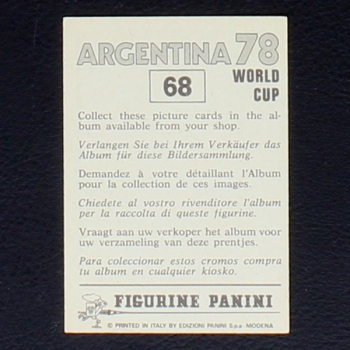 ARGENTINA 78
68
WORLD
CUP
Collect these picture cards in the
album available from your shop.
Verlangen Sie bei Ihrem Verkäufer das
Album für diese Bildersammlung.
Demandez à votre détaillant l'Album
pour la collection de ces images.
Chiedete al vostro rivenditore l'album
per la raccolta di queste figurine.
Vraagt aan uw verkoper het album voor
uw verzameling van deze prentjes.
Para coleccionar estos cromos compra
tu album en cualquier kiosko.
FIGURINE PANINI
© PRINTED IN ITALY BY EDIZIONI PANINI S.p.a. MODENA